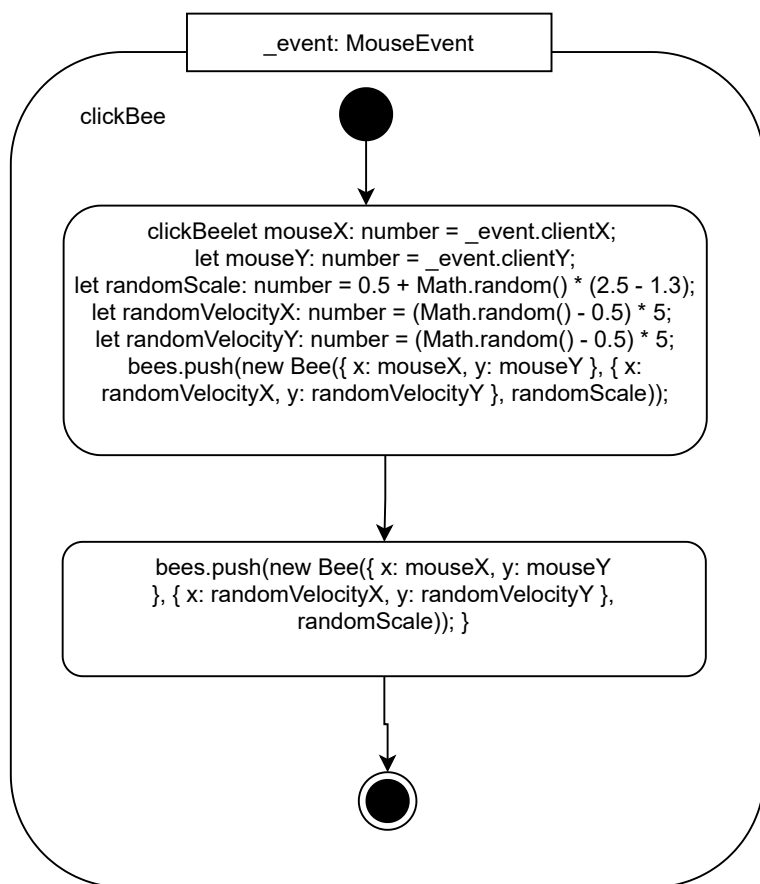 _event: MouseEvent
clickBee
clickBeelet mouseX: number = _event.clientX;
let mouseY: number = _event.clientY;
let randomScale: number = 0.5 + Math.random() * (2.5 - 1.3);
let randomVelocityX: number = (Math.random() - 0.5) * 5;
let randomVelocityY: number = (Math.random() - 0.5) * 5;
bees.push(new Bee({ x: mouseX, y: mouseY }, { x:
randomVelocityX, y: randomVelocityY }, randomScale));
bees.push(new Bee({ x: mouseX, y: mouseY
}, { x: randomVelocityX, y: randomVelocityY },
randomScale)); }